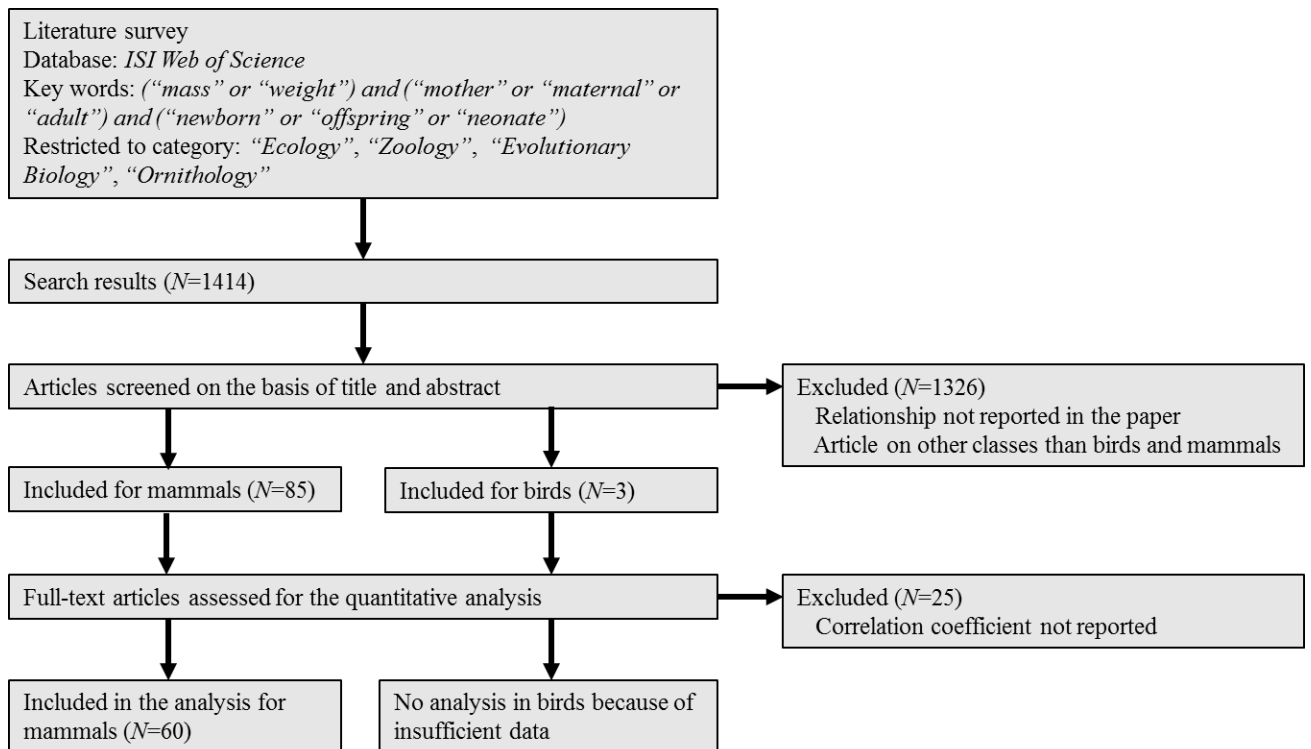 Literature survey
Database: ISI Web of Science
Key words: (“mass” or “weight”) and (“mother” or “maternal” or
“adult”) and (“newborn” or “offspring” or “neonate”)
Restricted to category: “Ecology”, “Zoology”, “Evolutionary
Biology”, “Ornithology”
Search results (N=1414)
Articles screened on the basis of title and abstract
Excluded (N=1326)
Relationship not reported in the paper
Article on other classes than birds and mammals
Included for mammals (N=85)
Included for birds (N=3)
Full-text articles assessed for the quantitative analysis
Excluded (N=25)
Correlation coefficient not reported
Included in the analysis for
mammals (N=60)
No analysis in birds because of
insufficient data